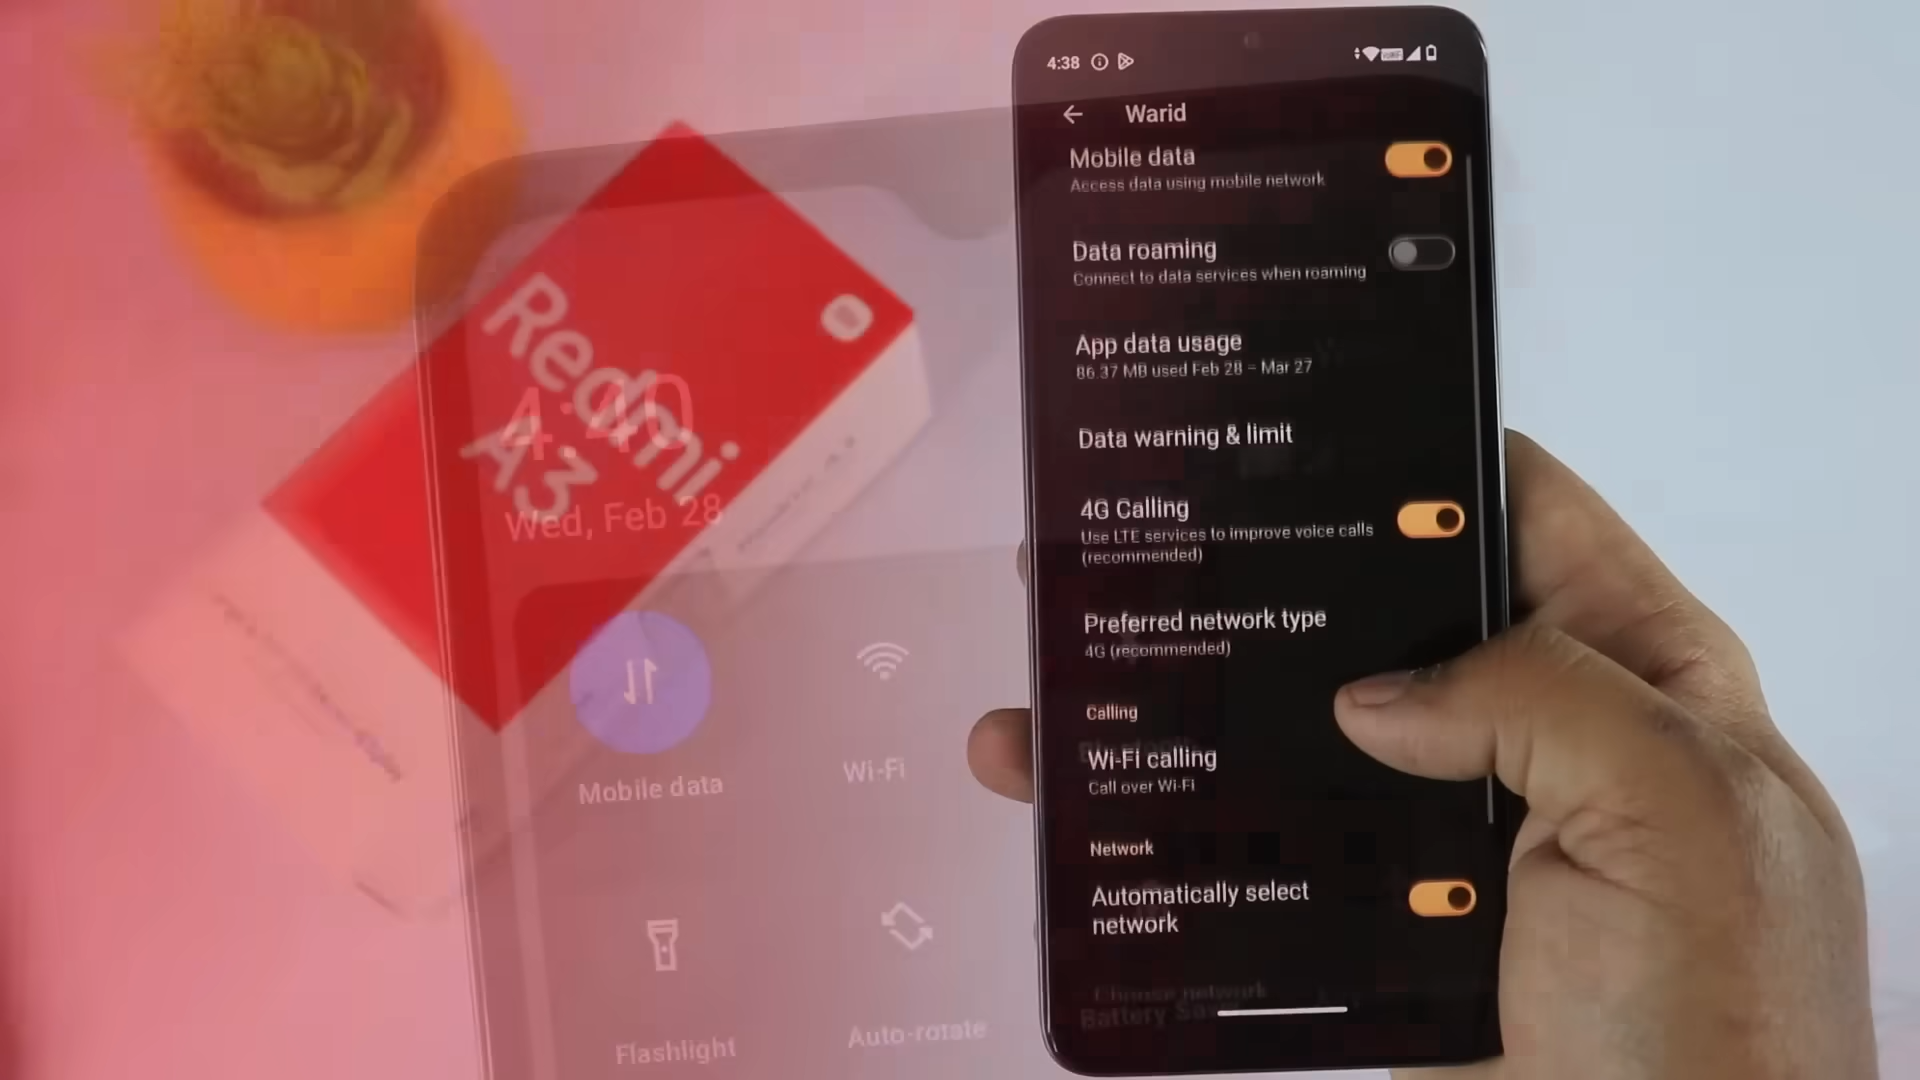 Redmi
A3
4:40
Wed, Feb 28
Mobile data
Wi-Fi
Flashlight
Auto-rotate
4:38
Warid
Mobile data
Access data using mobile network
Data roaming
Connect to data services when roaming
App data usage
86.37 MB used Feb 28 – Mar 27
Data warning & limit
4G Calling
Use LTE services to improve voice calls
(recommended)
Preferred network type
4G (recommended)
Calling
Wi-Fi calling
Call over Wi-Fi
Network
Automatically select
network
Choose network
Battery